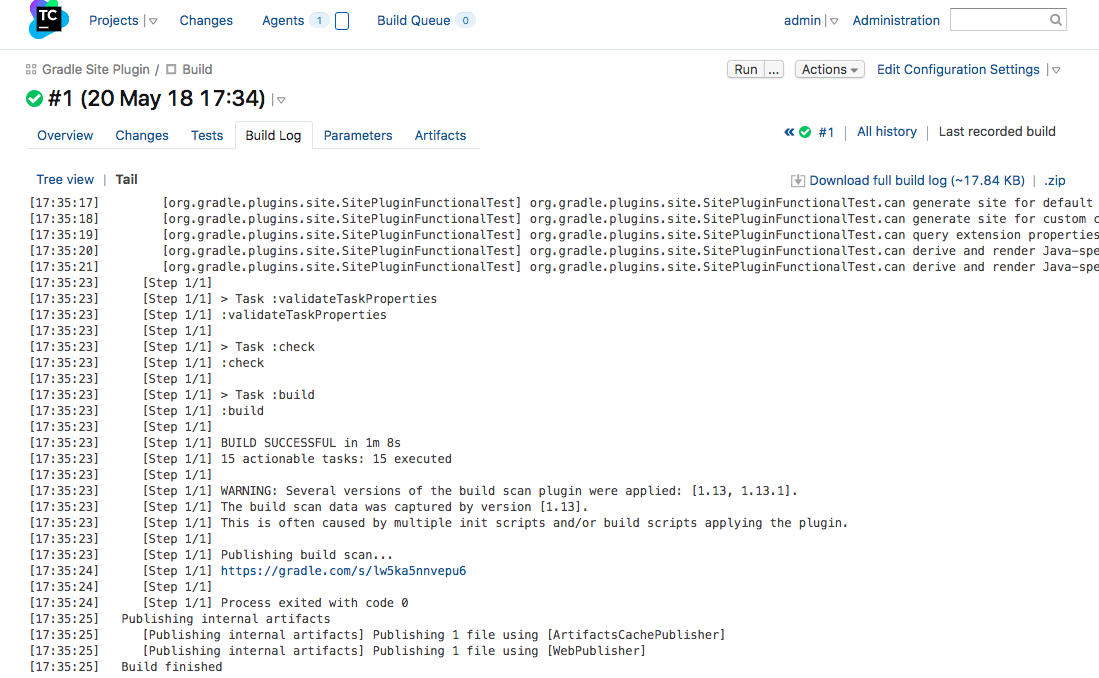 TC
Projects Changes Agents 1 Build Queue 0 admin Administration
Gradle Site Plugin / Build Run ... Actions Edit Configuration Settings
#1 (20 May 18 17:34)
Overview Changes Tests Build Log Parameters Artifacts « #1 | All history | Last recorded build
Tree view | Tail Download full build log (~17.84 KB) | .zip
[17:35:17] [org.gradle.plugins.site.SitePluginFunctionalTest] org.gradle.plugins.site.SitePluginFunctionalTest.can generate site for default
[17:35:18] [org.gradle.plugins.site.SitePluginFunctionalTest] org.gradle.plugins.site.SitePluginFunctionalTest.can generate site for custom c
[17:35:19] [org.gradle.plugins.site.SitePluginFunctionalTest] org.gradle.plugins.site.SitePluginFunctionalTest.can query extension properties
[17:35:20] [org.gradle.plugins.site.SitePluginFunctionalTest] org.gradle.plugins.site.SitePluginFunctionalTest.can derive and render Java-spe
[17:35:21] [org.gradle.plugins.site.SitePluginFunctionalTest] org.gradle.plugins.site.SitePluginFunctionalTest.can derive and render Java-spe
[17:35:23] [Step 1/1]
[17:35:23] [Step 1/1] > Task :validateTaskProperties
[17:35:23] [Step 1/1] :validateTaskProperties
[17:35:23] [Step 1/1]
[17:35:23] [Step 1/1] > Task :check
[17:35:23] [Step 1/1] :check
[17:35:23] [Step 1/1]
[17:35:23] [Step 1/1] > Task :build
[17:35:23] [Step 1/1] :build
[17:35:23] [Step 1/1]
[17:35:23] [Step 1/1] BUILD SUCCESSFUL in 1m 8s
[17:35:23] [Step 1/1] 15 actionable tasks: 15 executed
[17:35:23] [Step 1/1]
[17:35:23] [Step 1/1] WARNING: Several versions of the build scan plugin were applied: [1.13, 1.13.1].
[17:35:23] [Step 1/1] The build scan data was captured by version [1.13].
[17:35:23] [Step 1/1] This is often caused by multiple init scripts and/or build scripts applying the plugin.
[17:35:23] [Step 1/1]
[17:35:23] [Step 1/1] Publishing build scan...
[17:35:24] [Step 1/1] https://gradle.com/s/lw5ka5nnvepu6
[17:35:24] [Step 1/1]
[17:35:24] [Step 1/1] Process exited with code 0
[17:35:25] Publishing internal artifacts
[17:35:25] [Publishing internal artifacts] Publishing 1 file using [ArtifactsCachePublisher]
[17:35:25] [Publishing internal artifacts] Publishing 1 file using [WebPublisher]
[17:35:25] Build finished